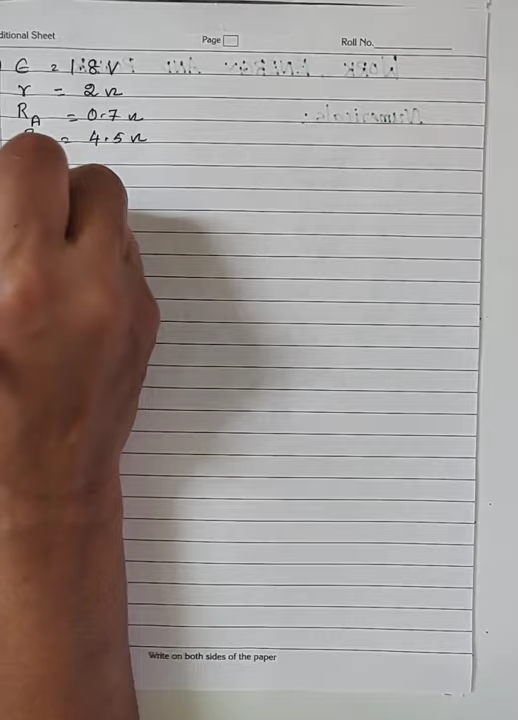 ditional Sheet
Page
Roll No.
E = 1.8 V
r = 2 Ω
R_A = 0.7 Ω
= 4.5 Ω
Write on both sides of the paper